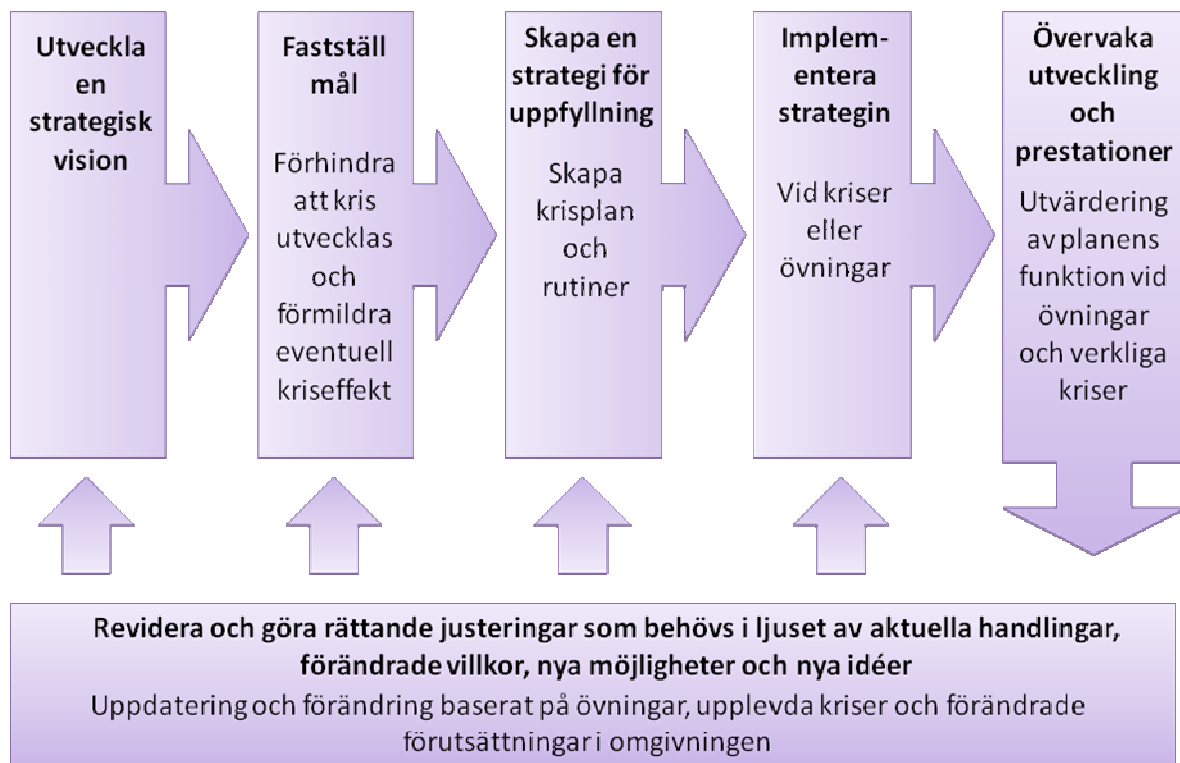 Utveckla
en
strategisk
vision
Fastställ
mål
Förhindra
att kris
utvecklas
och
förmildra
eventuell
kriseffekt
Skapa en
strategi för
uppfyllning
Skapa
krisplan
och
rutiner
Implem-
entera
strategin
Vid kriser
eller
övningar
Övervaka
utveckling
och
prestationer
Utvärdering
av planens
funktion vid
övningar
och verkliga
kriser
Revidera och göra rättande justeringar som behövs i ljuset av aktuella handlingar,
förändrade villkor, nya möjligheter och nya idéer
Uppdatering och förändring baserat på övningar, upplevda kriser och förändrade
förutsättningar i omgivningen